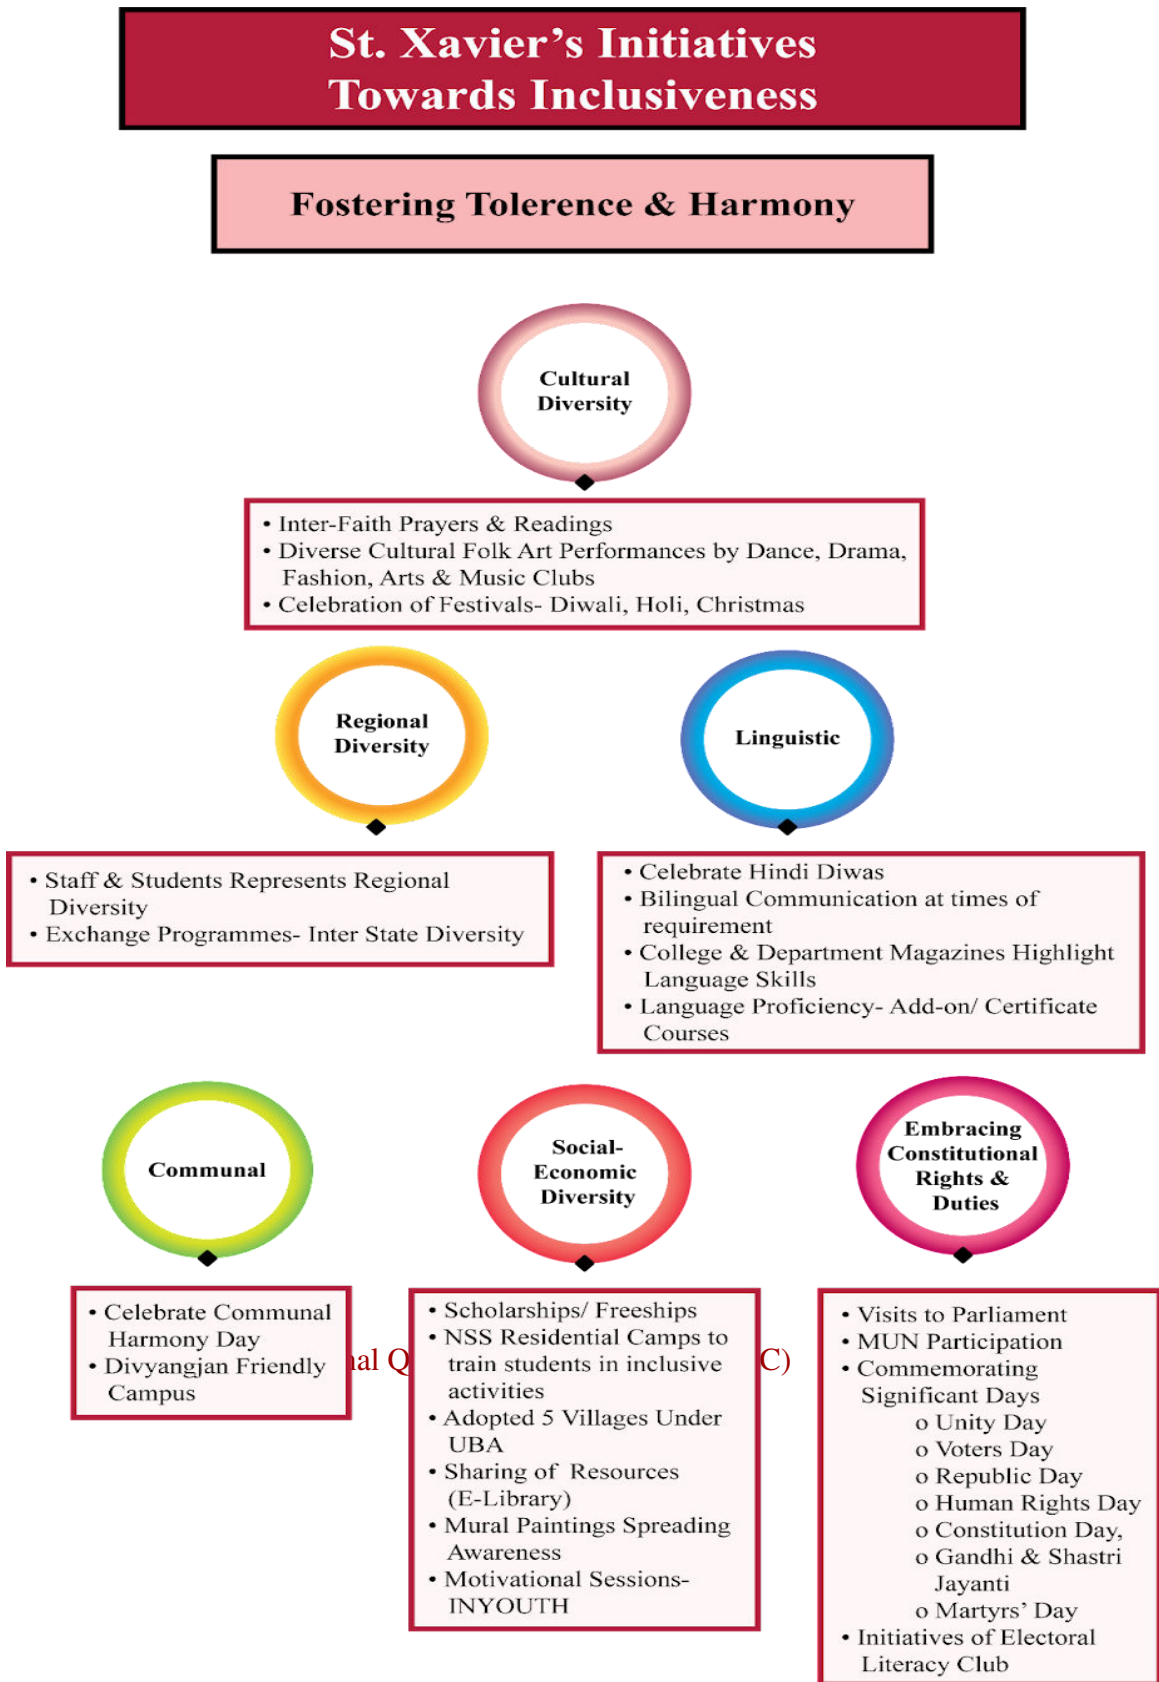 St. Xavier's Initiatives
Towards Inclusiveness
Fostering Tolerence & Harmony
Cultural
Diversity
• Inter-Faith Prayers & Readings
• Diverse Cultural Folk Art Performances by Dance, Drama,
Fashion, Arts & Music Clubs
• Celebration of Festivals- Diwali, Holi, Christmas
Regional
Diversity
• Staff & Students Represents Regional
Diversity
• Exchange Programmes- Inter State Diversity
Linguistic
• Celebrate Hindi Diwas
• Bilingual Communication at times of
requirement
• College & Department Magazines Highlight
Language Skills
• Language Proficiency- Add-on/ Certificate
Courses
Communal
• Celebrate Communal
Harmony Day
• Divyangjan Friendly
Campus
Social-
Economic
Diversity
• Scholarships/ Freeships
• NSS Residential Camps to
train students in inclusive
activities
• Adopted 5 Villages Under
UBA
• Sharing of Resources
(E-Library)
• Mural Paintings Spreading
Awareness
• Motivational Sessions-
INYOUTH
Embracing
Constitutional
Rights &
Duties
• Visits to Parliament
• MUN Participation
• Commemorating
Significant Days
o Unity Day
o Voters Day
o Republic Day
o Human Rights Day
o Constitution Day,
o Gandhi & Shastri
Jayanti
o Martyrs' Day
• Initiatives of Electoral
Literacy Club